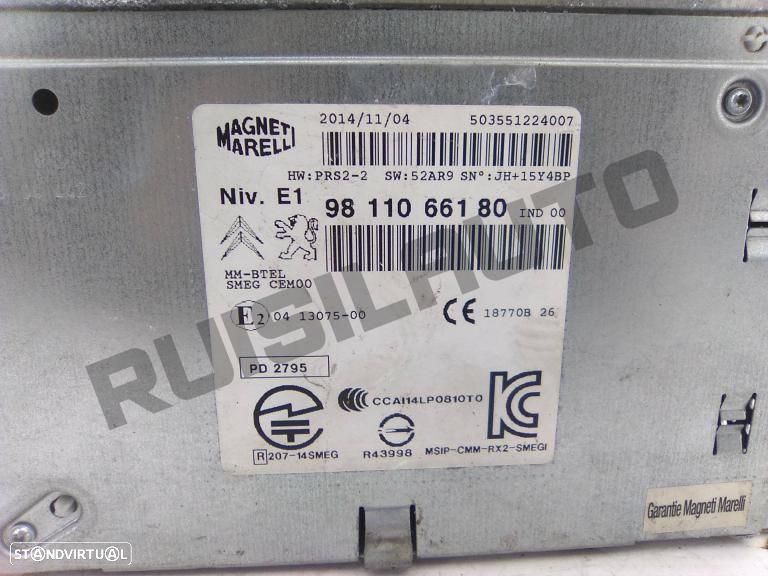 MAGNETI
MARELLI
2014/11/04 503551224007
HW:PRS2-2 SW:52AR9 SN°:JH+15Y4BP
Niv. E1 98 110 661 80 IND 00
MM-BTEL
SMEG CEM00
E2 04 13075-00 CE 18770B 26
PD 2795
CCAI14LP0810T0
R 207-14SMEG R43998 MSIP-CMM-RX2-SMEGI
Garantie Magneti Marelli
RUISILAUTO
STANDVIRTUAL